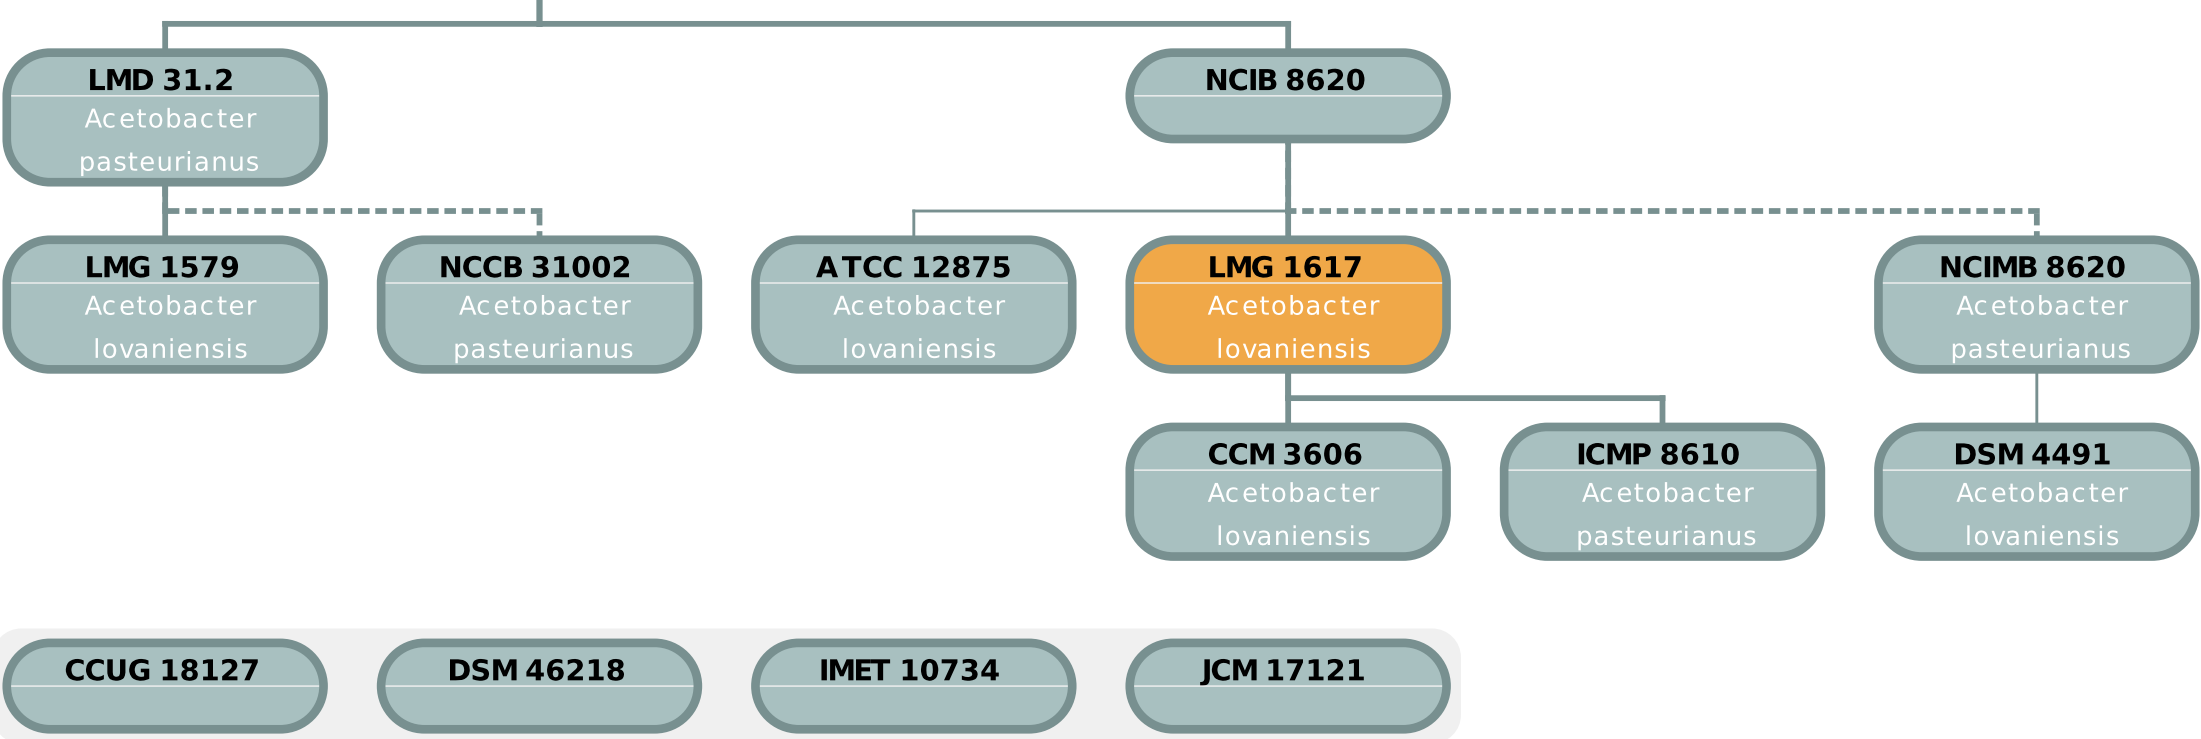 LMD 31.2
Acetobacter
pasteurianus
NCIB 8620
LMG 1579
Acetobacter
lovaniensis
NCCB 31002
Acetobacter
pasteurianus
ATCC 12875
Acetobacter
lovaniensis
LMG 1617
Acetobacter
lovaniensis
NCIMB 8620
Acetobacter
pasteurianus
CCM 3606
Acetobacter
lovaniensis
ICMP 8610
Acetobacter
pasteurianus
DSM 4491
Acetobacter
lovaniensis
CCUG 18127
DSM 46218
IMET 10734
JCM 17121